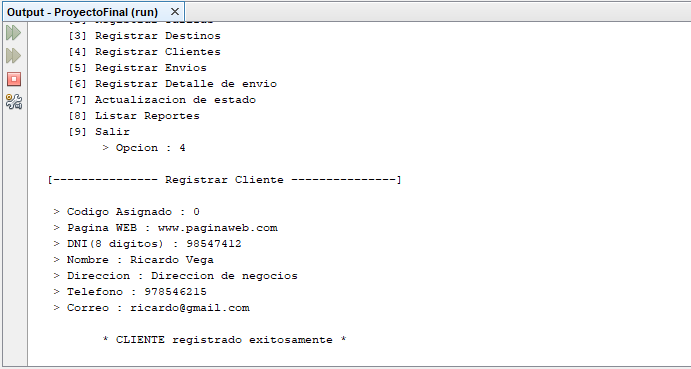 Output - ProyectoFinal (run) ×
[3] Registrar Destinos
[4] Registrar Clientes
[5] Registrar Envios
[6] Registrar Detalle de envio
[7] Actualizacion de estado
[8] Listar Reportes
[9] Salir
> Opcion : 4
[--------------- Registrar Cliente ---------------]
> Codigo Asignado : 0
> Pagina WEB : www.paginaweb.com
> DNI(8 digitos) : 98547412
> Nombre : Ricardo Vega
> Direccion : Direccion de negocios
> Telefono : 978546215
> Correo : ricardo@gmail.com
* CLIENTE registrado exitosamente *